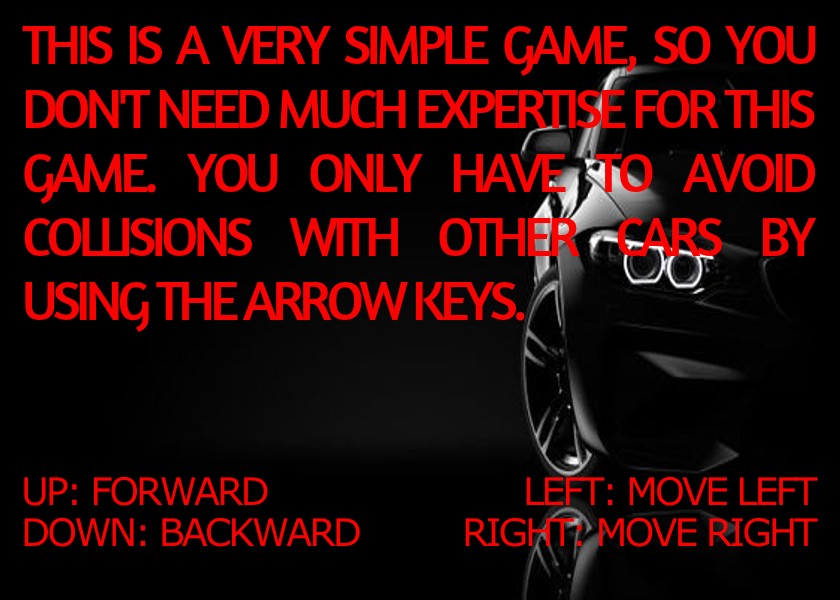 THIS IS A VERY SIMPLE GAME, SO YOU
DON'T NEED MUCH EXPERTISE FOR THIS
GAME. YOU ONLY HAVE TO AVOID
COLLISIONS WITH OTHER CARS BY
USING THE ARROW KEYS.
UP: FORWARD
DOWN: BACKWARD
LEFT: MOVE LEFT
RIGHT: MOVE RIGHT